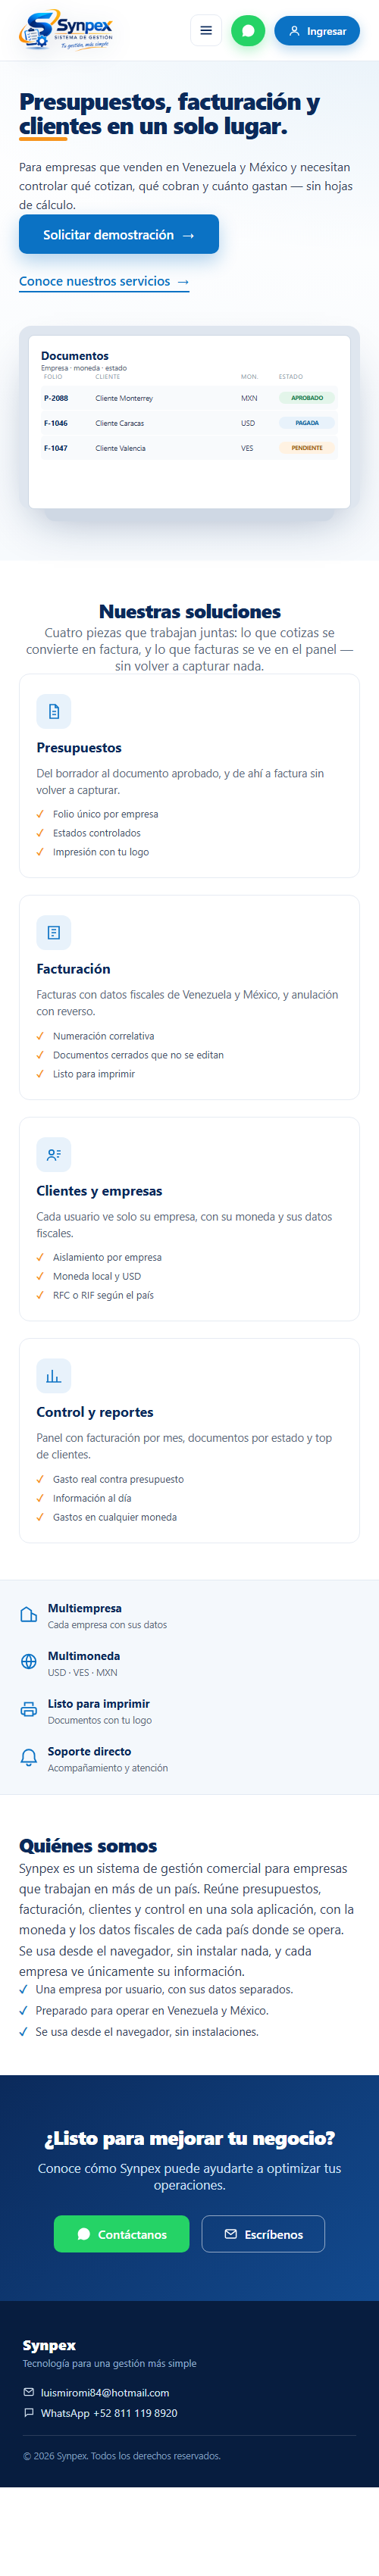 Synpex
SISTEMA DE GESTIÓN
Tu gestión, más simple
Ingresar
Presupuestos, facturación y
clientes en un solo lugar.
Para empresas que venden en Venezuela y México y necesitan
controlar qué cotizan, qué cobran y cuánto gastan — sin hojas
de cálculo.
Solicitar demostración →
Conoce nuestros servicios →
Documentos
Empresa · moneda · estado
FOLIO CLIENTE MON. ESTADO
P-2088 Cliente Monterrey MXN APROBADO
F-1046 Cliente Caracas USD PAGADA
F-1047 Cliente Valencia VES PENDIENTE
Nuestras soluciones
Cuatro piezas que trabajan juntas: lo que cotizas se
convierte en factura, y lo que facturas se ve en el panel —
sin volver a capturar nada.
Presupuestos
Del borrador al documento aprobado, y de ahí a factura sin
volver a capturar.
✓ Folio único por empresa
✓ Estados controlados
✓ Impresión con tu logo
Facturación
Facturas con datos fiscales de Venezuela y México, y anulación
con reverso.
✓ Numeración correlativa
✓ Documentos cerrados que no se editan
✓ Listo para imprimir
Clientes y empresas
Cada usuario ve solo su empresa, con su moneda y sus datos
fiscales.
✓ Aislamiento por empresa
✓ Moneda local y USD
✓ RFC o RIF según el país
Control y reportes
Panel con facturación por mes, documentos por estado y top
de clientes.
✓ Gasto real contra presupuesto
✓ Información al día
✓ Gastos en cualquier moneda
Multiempresa
Cada empresa con sus datos
Multimoneda
USD · VES · MXN
Listo para imprimir
Documentos con tu logo
Soporte directo
Acompañamiento y atención
Quiénes somos
Synpex es un sistema de gestión comercial para empresas
que trabajan en más de un país. Reúne presupuestos,
facturación, clientes y control en una sola aplicación, con la
moneda y los datos fiscales de cada país donde se opera.
Se usa desde el navegador, sin instalar nada, y cada
empresa ve únicamente su información.
✓ Una empresa por usuario, con sus datos separados.
✓ Preparado para operar en Venezuela y México.
✓ Se usa desde el navegador, sin instalaciones.
¿Listo para mejorar tu negocio?
Conoce cómo Synpex puede ayudarte a optimizar tus
operaciones.
Contáctanos
Escríbenos
Synpex
Tecnología para una gestión más simple
luismiromi84@hotmail.com
WhatsApp +52 811 119 8920
© 2026 Synpex. Todos los derechos reservados.